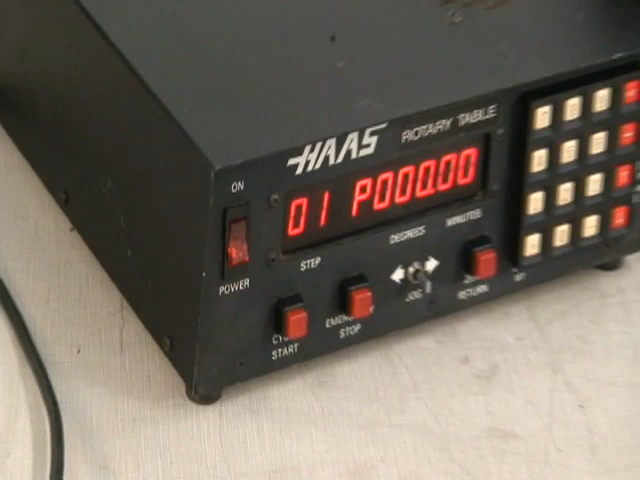 HAAS ROTARY TABLE
ON
01 P000.00
STEP
DEGREES
MINUTES
POWER
JOG
RETURN
START
STOP